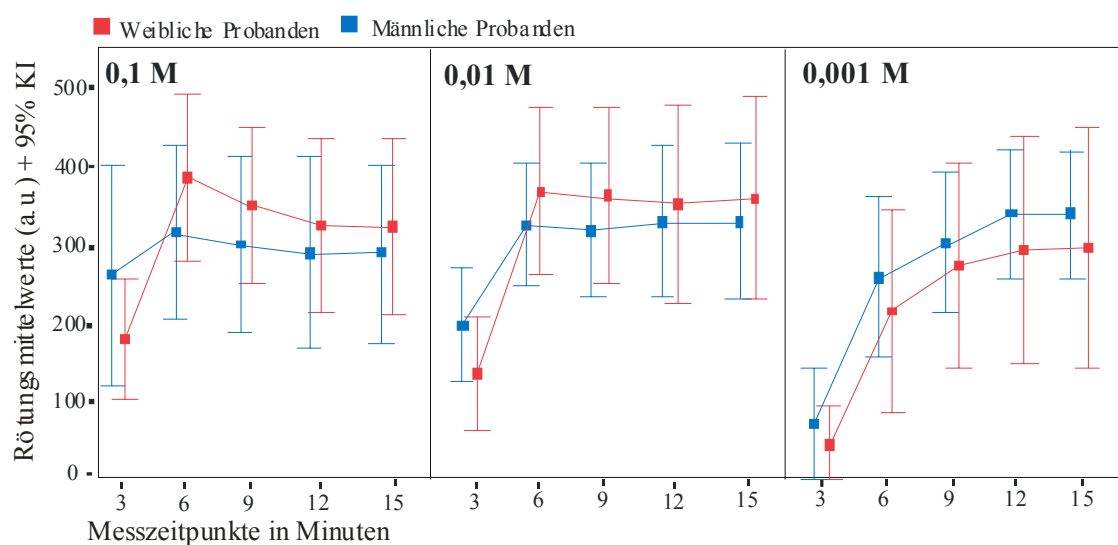 Weibliche Probanden Männliche Probanden
0,1 M 0,01 M 0,001 M
Rötungsmittelwerte (a.u.) + 95% KI
500
400
300
200
100
0
3 6 9 12 15 3 6 9 12 15 3 6 9 12 15
Messzeitpunkte in Minuten